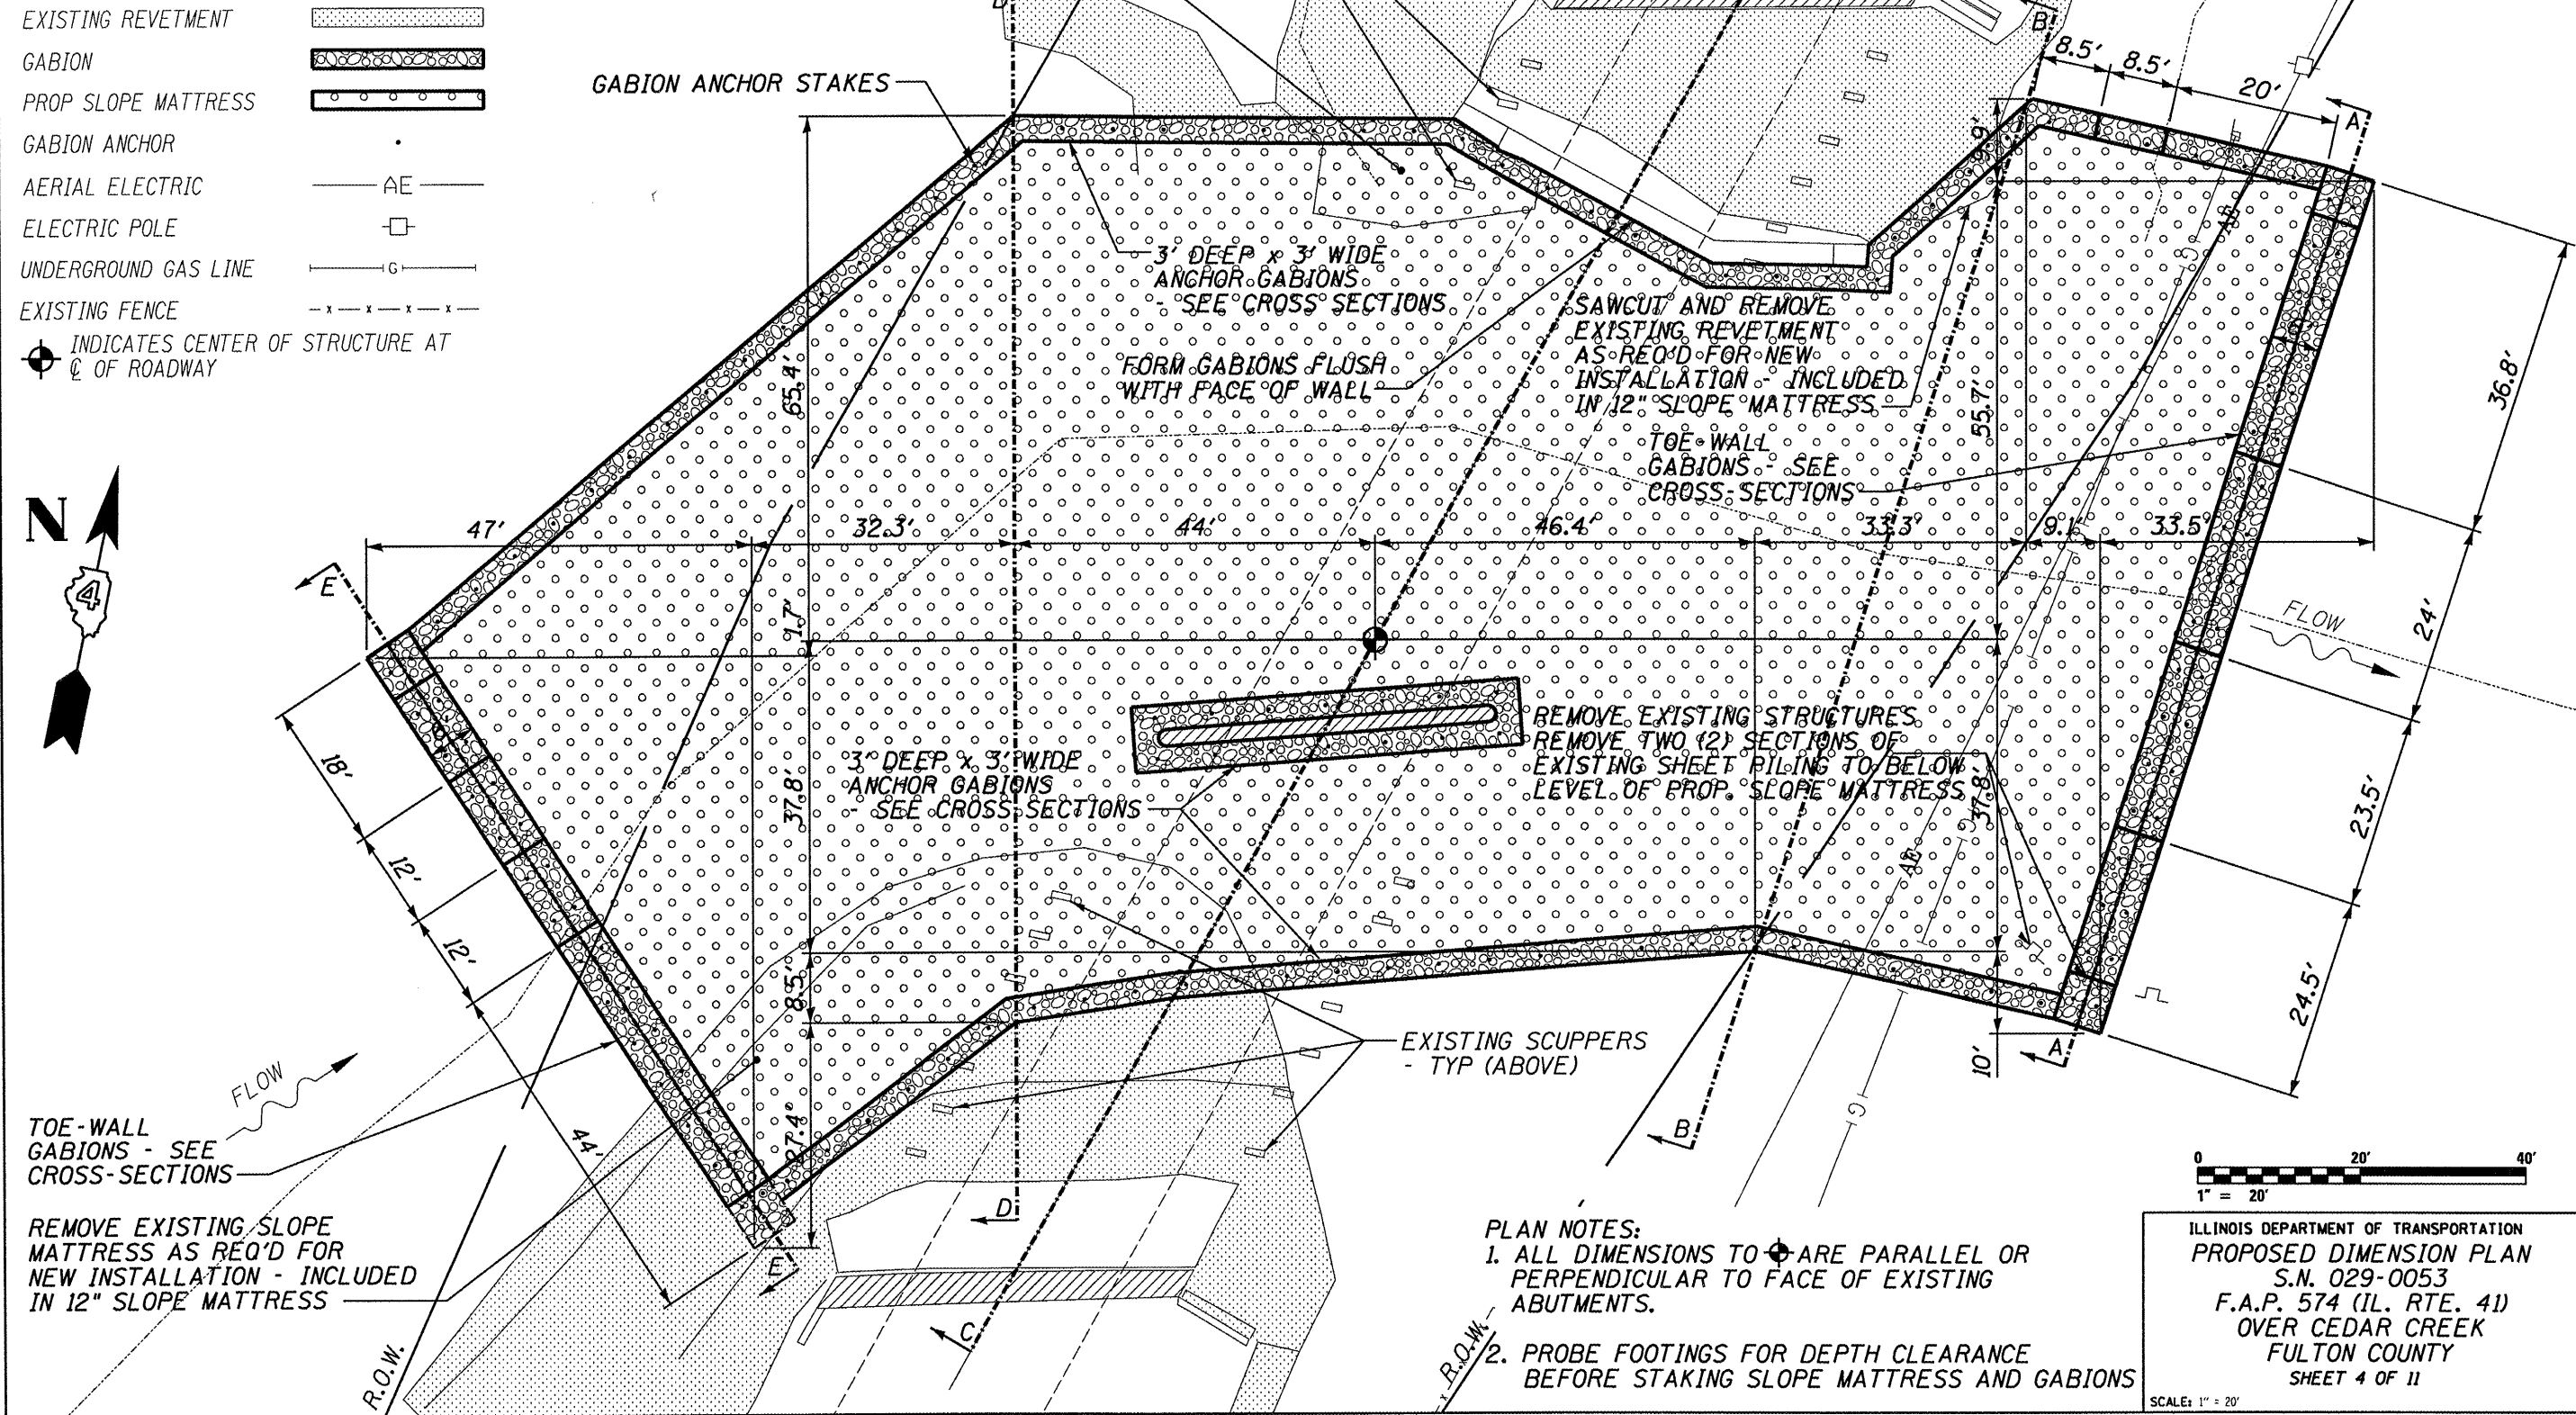 EXISTING REVETMENT
GABION
PROP SLOPE MATTRESS
GABION ANCHOR
AERIAL ELECTRIC
AE
ELECTRIC POLE
UNDERGROUND GAS LINE
G
EXISTING FENCE
x x x x
INDICATES CENTER OF STRUCTURE AT
℄ OF ROADWAY
N
4
GABION ANCHOR STAKES
D
B
8.5'
8.5'
20'
A
9.9'
3' DEEP x 3' WIDE
ANCHOR GABIONS
- SEE CROSS SECTIONS
FORM GABIONS FLUSH
WITH FACE OF WALL
SAWCUT AND REMOVE
EXISTING REVETMENT
AS REQ'D FOR NEW
INSTALLATION - INCLUDED
IN 12" SLOPE MATTRESS
TOE-WALL
GABIONS - SEE
CROSS-SECTIONS
AE
G
65.4'
55.7'
36.8'
47'
32.3'
44'
46.4'
33.3'
9.1'
33.5'
E
1.7'
FLOW
24'
3' DEEP x 3' WIDE
ANCHOR GABIONS
- SEE CROSS-SECTIONS
REMOVE EXISTING STRUCTURES
REMOVE TWO (2) SECTIONS OF
EXISTING SHEET PILING TO BELOW
LEVEL OF PROP. SLOPE MATTRESS
18'
37.8'
37.8'
23.5'
12'
12'
AE
G
8.5'
24.5'
10'
A
EXISTING SCUPPERS
- TYP (ABOVE)
FLOW
TOE-WALL
GABIONS - SEE
CROSS-SECTIONS
44'
27.4'
B
G
D
E
C
REMOVE EXISTING SLOPE
MATTRESS AS REQ'D FOR
NEW INSTALLATION - INCLUDED
IN 12" SLOPE MATTRESS
R.O.W.
R.O.W.
PLAN NOTES:
1. ALL DIMENSIONS TO ARE PARALLEL OR
PERPENDICULAR TO FACE OF EXISTING
ABUTMENTS.
2. PROBE FOOTINGS FOR DEPTH CLEARANCE
BEFORE STAKING SLOPE MATTRESS AND GABIONS
0 20' 40'
1" = 20'
ILLINOIS DEPARTMENT OF TRANSPORTATION
PROPOSED DIMENSION PLAN
S.N. 029-0053
F.A.P. 574 (IL. RTE. 41)
OVER CEDAR CREEK
FULTON COUNTY
SHEET 4 OF 11
SCALE: 1" = 20'